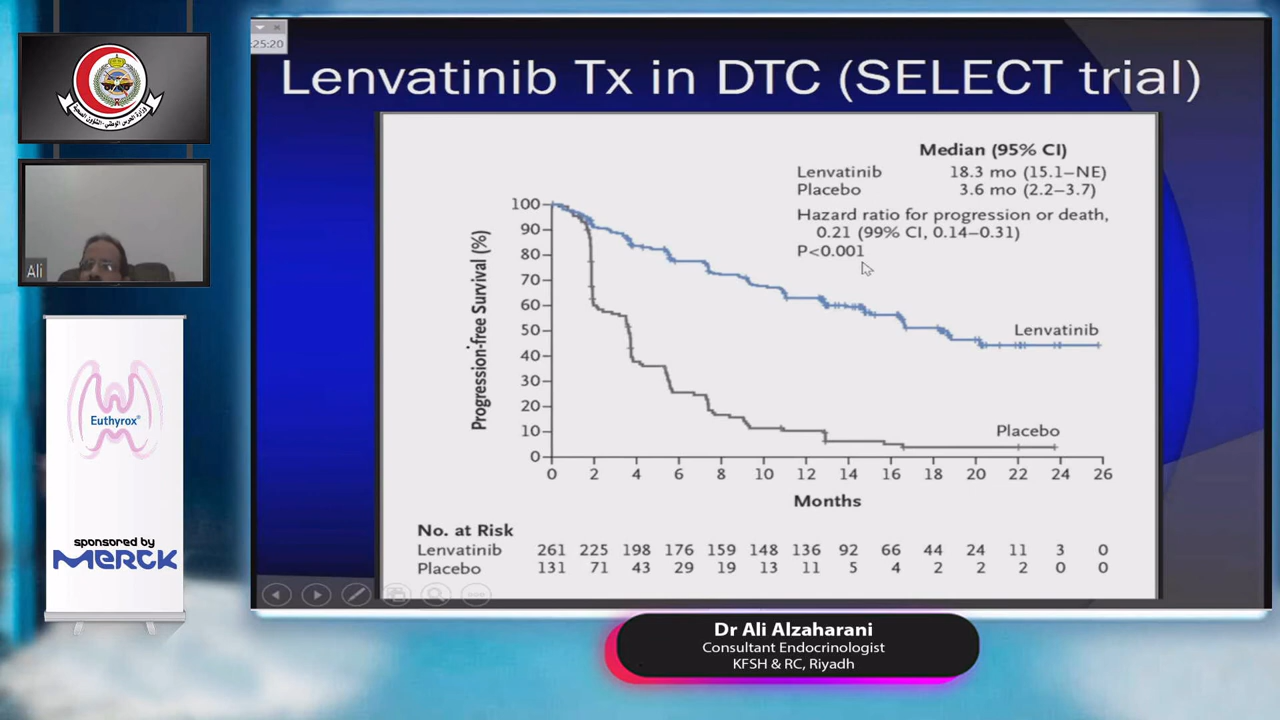 :25:20
Lenvatinib Tx in DTC (SELECT trial)
Median (95% CI)
Lenvatinib 18.3 mo (15.1–NE)
Placebo 3.6 mo (2.2–3.7)
Hazard ratio for progression or death,
0.21 (99% CI, 0.14–0.31)
P<0.001
Progression-free Survival (%)
100
90
80
70
60
50
40
30
20
10
0
Lenvatinib
Placebo
0 2 4 6 8 10 12 14 16 18 20 22 24 26
Months
No. at Risk
Lenvatinib 261 225 198 176 159 148 136 92 66 44 24 11 3 0
Placebo 131 71 43 29 19 13 11 5 4 2 2 2 0 0
Ali
Euthyrox®
sponsored by
MERCK
Dr Ali Alzaharani
Consultant Endocrinologist
KFSH & RC, Riyadh